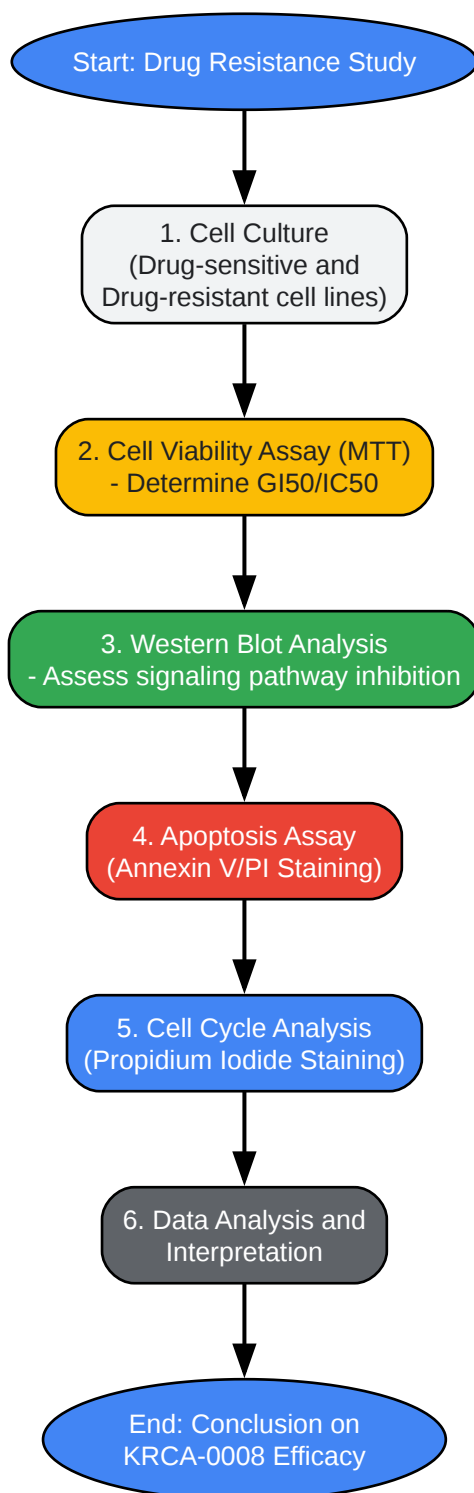 Start: Drug Resistance Study
1. Cell Culture
(Drug-sensitive and
Drug-resistant cell lines)
2. Cell Viability Assay (MTT)
- Determine GI50/IC50
3. Western Blot Analysis
- Assess signaling pathway inhibition
4. Apoptosis Assay
(Annexin V/PI Staining)
5. Cell Cycle Analysis
(Propidium Iodide Staining)
6. Data Analysis and
Interpretation
End: Conclusion on
KRCA-0008 Efficacy